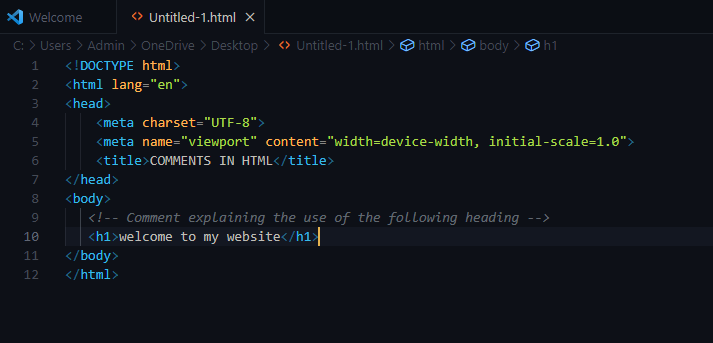 Welcome Untitled-1.html
C: > Users > Admin > OneDrive > Desktop > Untitled-1.html > html > body > h1
1 <!DOCTYPE html>
2 <html lang="en">
3 <head>
4 <meta charset="UTF-8">
5 <meta name="viewport" content="width=device-width, initial-scale=1.0">
6 <title>COMMENTS IN HTML</title>
7 </head>
8 <body>
9 <!-- Comment explaining the use of the following heading -->
10 <h1>welcome to my website</h1>
11 </body>
12 </html>